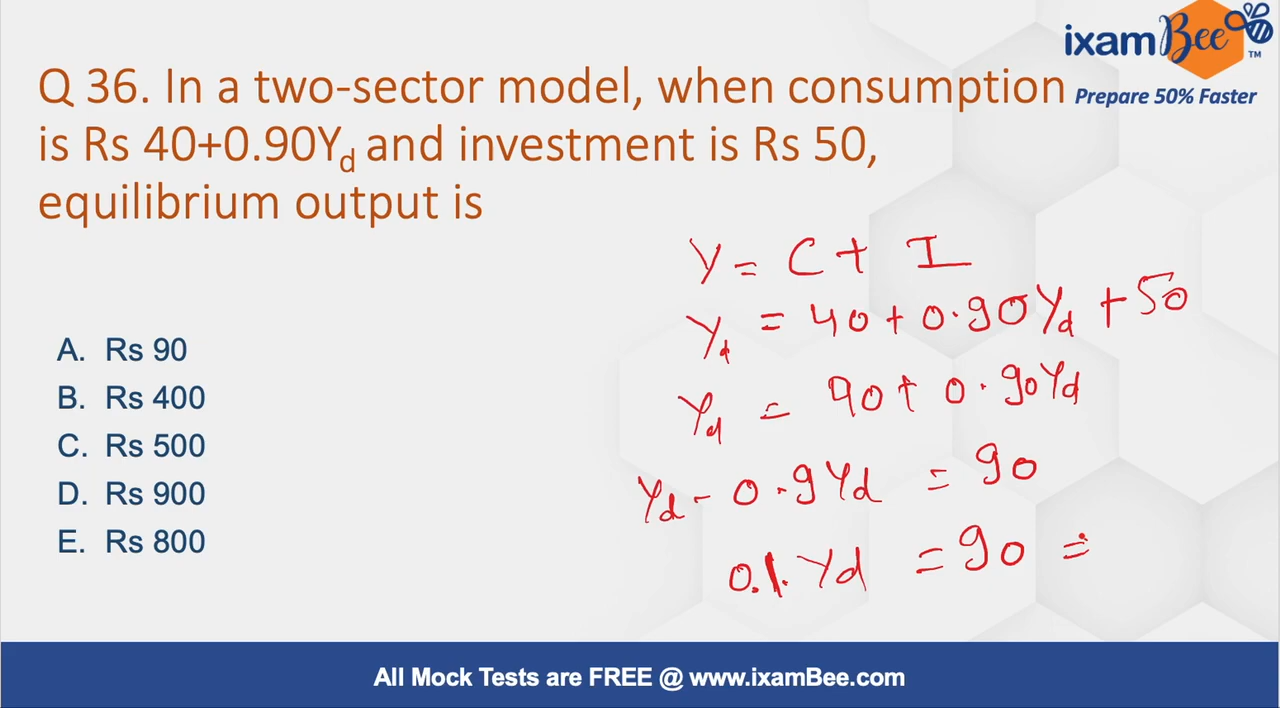 ixamBee
TM
Prepare 50% Faster
Q 36. In a two-sector model, when consumption
is Rs 40+0.90Yd and investment is Rs 50,
equilibrium output is
A. Rs 90
B. Rs 400
C. Rs 500
D. Rs 900
E. Rs 800
Y = C + I
Yd = 40 + 0.90Yd + 50
Yd = 90 + 0.90Yd
Yd - 0.9Yd = 90
0.1.Yd = 90 =
All Mock Tests are FREE @ www.ixamBee.com